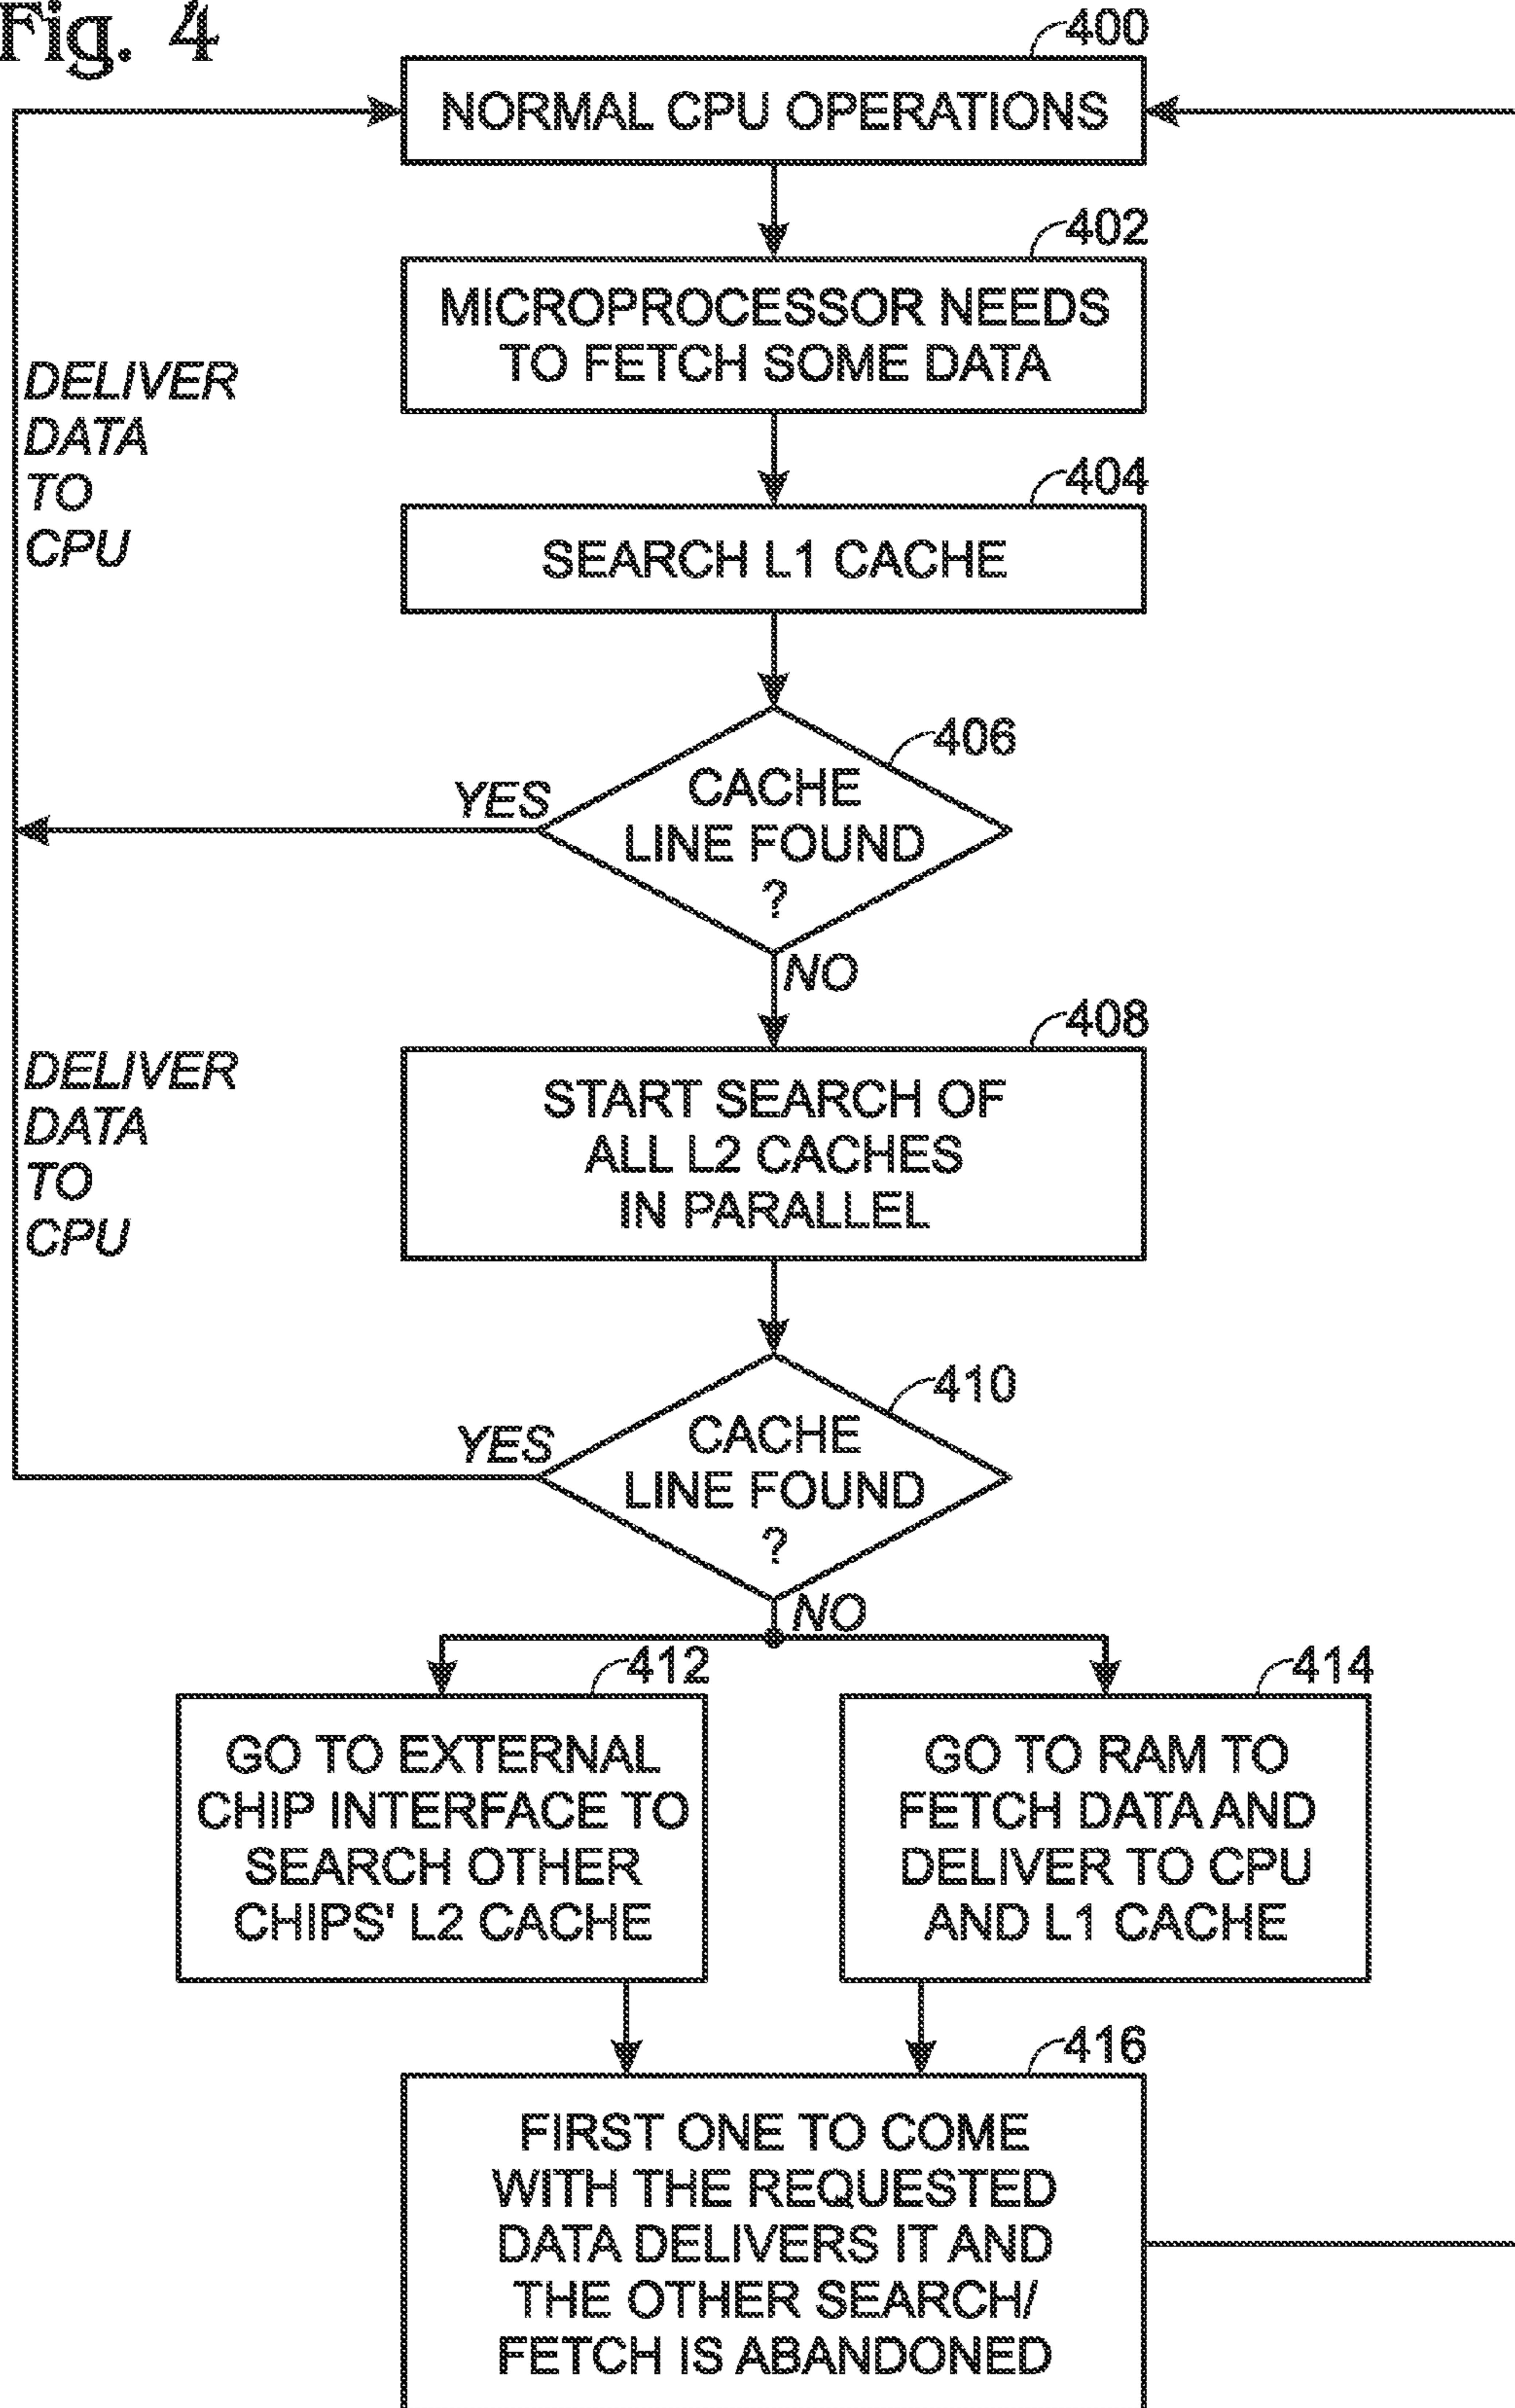 Fig. 4
400
NORMAL CPU OPERATIONS
402
MICROPROCESSOR NEEDS
TO FETCH SOME DATA
DELIVER
DATA
TO
CPU
404
SEARCH L1 CACHE
406
CACHE
LINE FOUND
?
YES
NO
408
START SEARCH OF
ALL L2 CACHES
IN PARALLEL
DELIVER
DATA
TO
CPU
410
CACHE
LINE FOUND
?
YES
NO
412
GO TO EXTERNAL
CHIP INTERFACE TO
SEARCH OTHER
CHIPS' L2 CACHE
414
GO TO RAM TO
FETCH DATA AND
DELIVER TO CPU
AND L1 CACHE
416
FIRST ONE TO COME
WITH THE REQUESTED
DATA DELIVERS IT AND
THE OTHER SEARCH/
FETCH IS ABANDONED